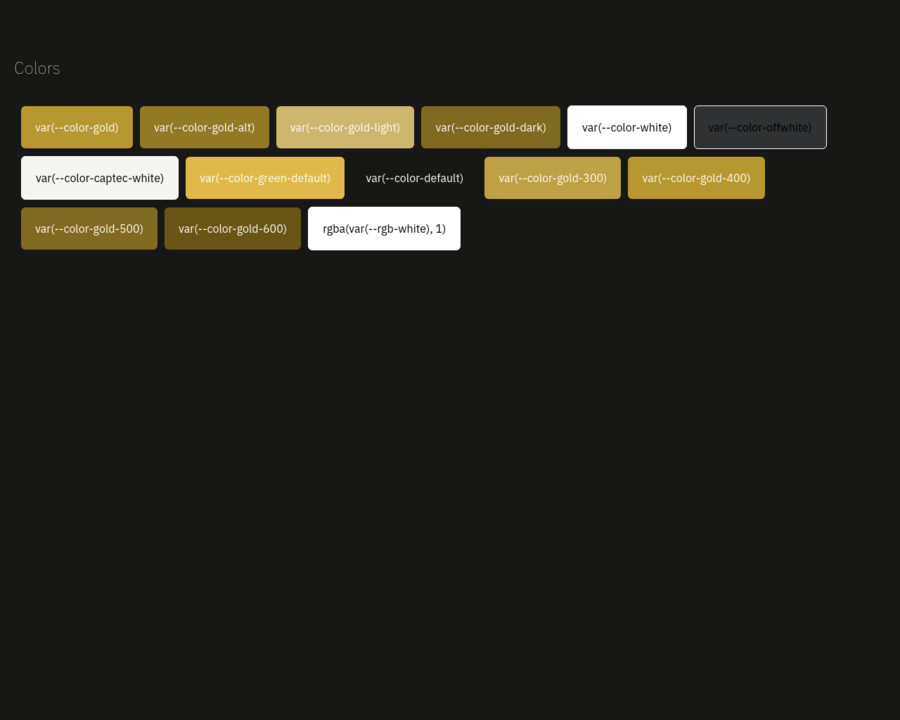 Colors
var(--color-gold) var(--color-gold-alt) var(--color-gold-light) var(--color-gold-dark) var(--color-white) var(--color-offwhite)
var(--color-captec-white) var(--color-green-default) var(--color-default) var(--color-gold-300) var(--color-gold-400)
var(--color-gold-500) var(--color-gold-600) rgba(var(--rgb-white), 1)